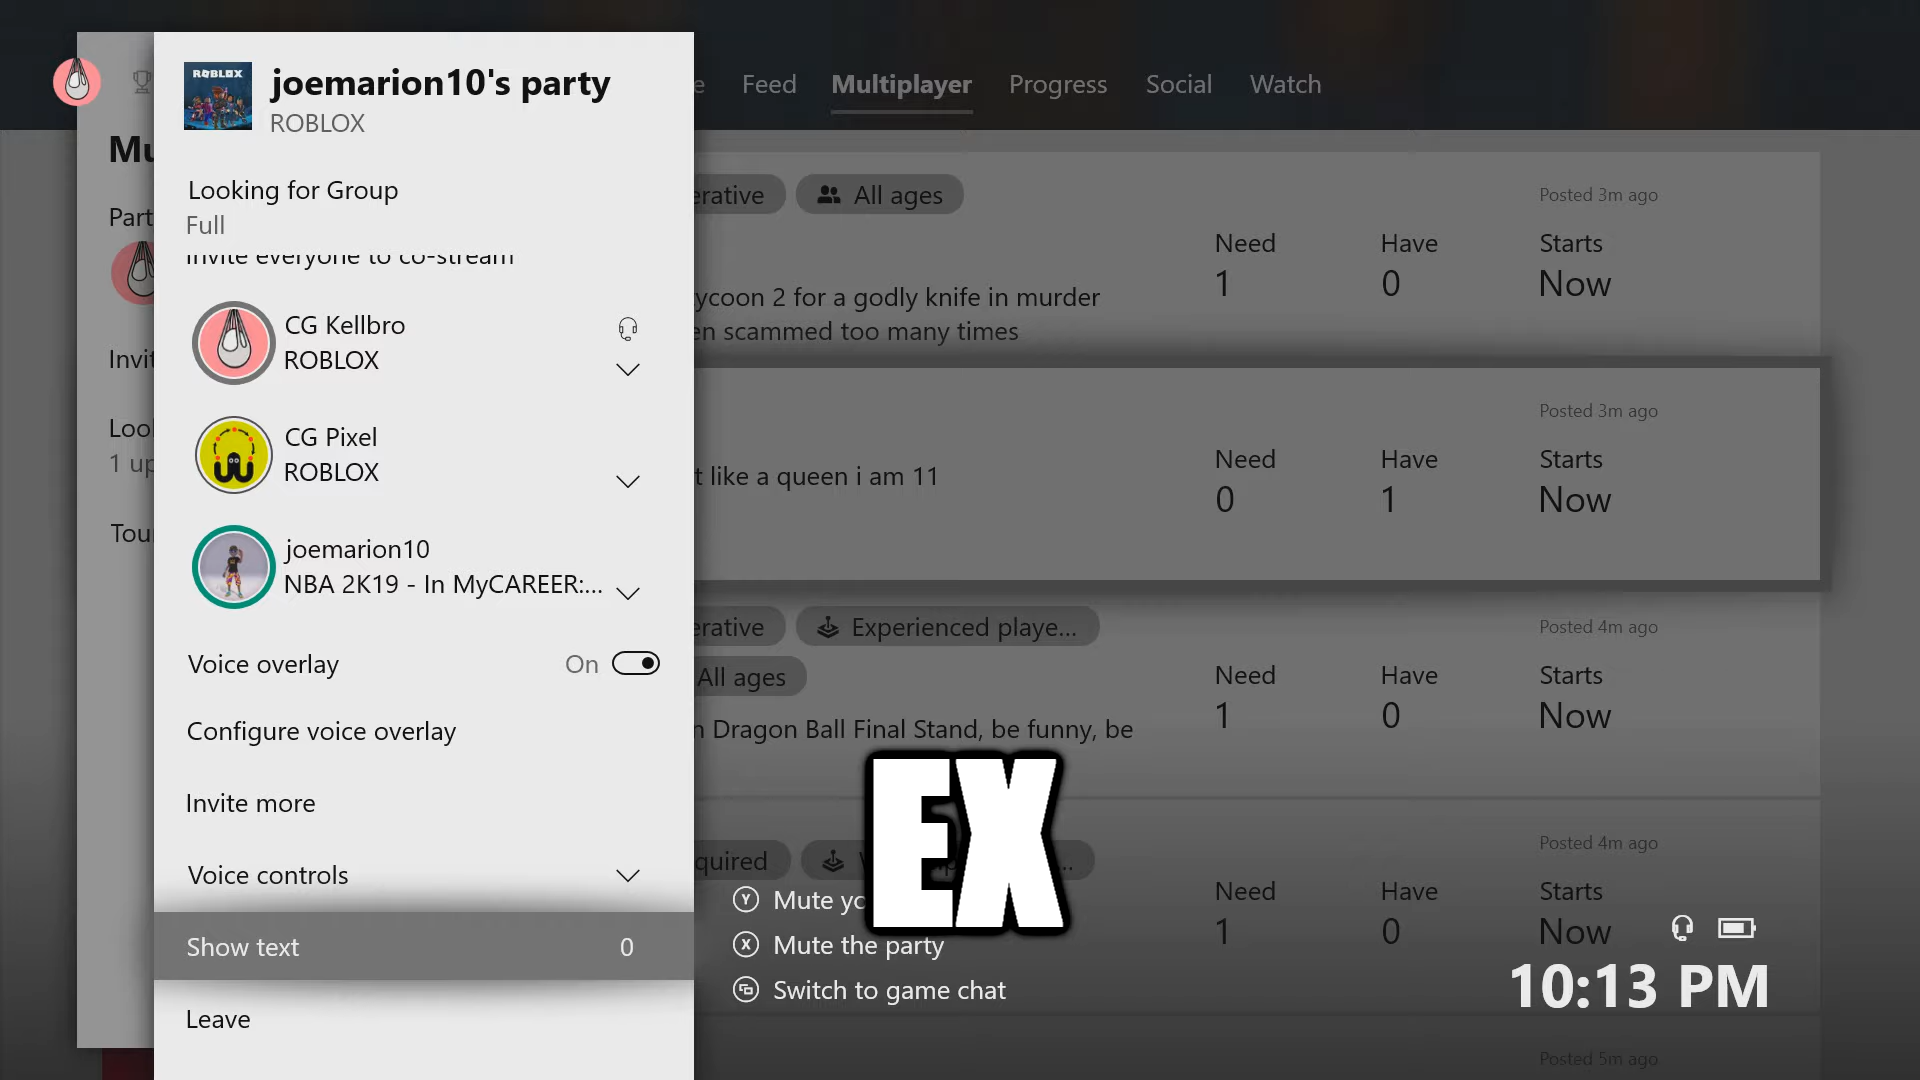 ROBLOX
joemarion10's party
ROBLOX
Feed
Multiplayer
Progress
Social
Watch
Looking for Group
Full
Invite everyone to co-stream
CG Kellbro
ROBLOX
CG Pixel
ROBLOX
joemarion10
NBA 2K19 - In MyCAREER:...
Voice overlay On
Configure voice overlay
Invite more
Voice controls
Show text 0
Leave
All ages
Posted 3m ago
Need Have Starts
1 0 Now
2 for a godly knife in murder
scammed too many times
Posted 3m ago
like a queen i am 11
Need Have Starts
0 1 Now
Experienced playe...
Posted 4m ago
All ages
Need Have Starts
1 0 Now
Dragon Ball Final Stand, be funny, be
EX
Posted 4m ago
Need Have Starts
1 0 Now
Y Mute
X Mute the party
Switch to game chat
10:13 PM
Posted 5m ago